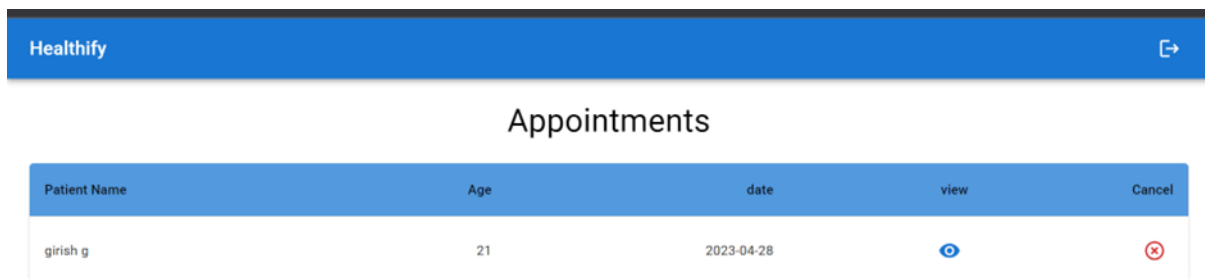 Healthify
Appointments
Patient Name Age date view Cancel
girish g 21 2023-04-28